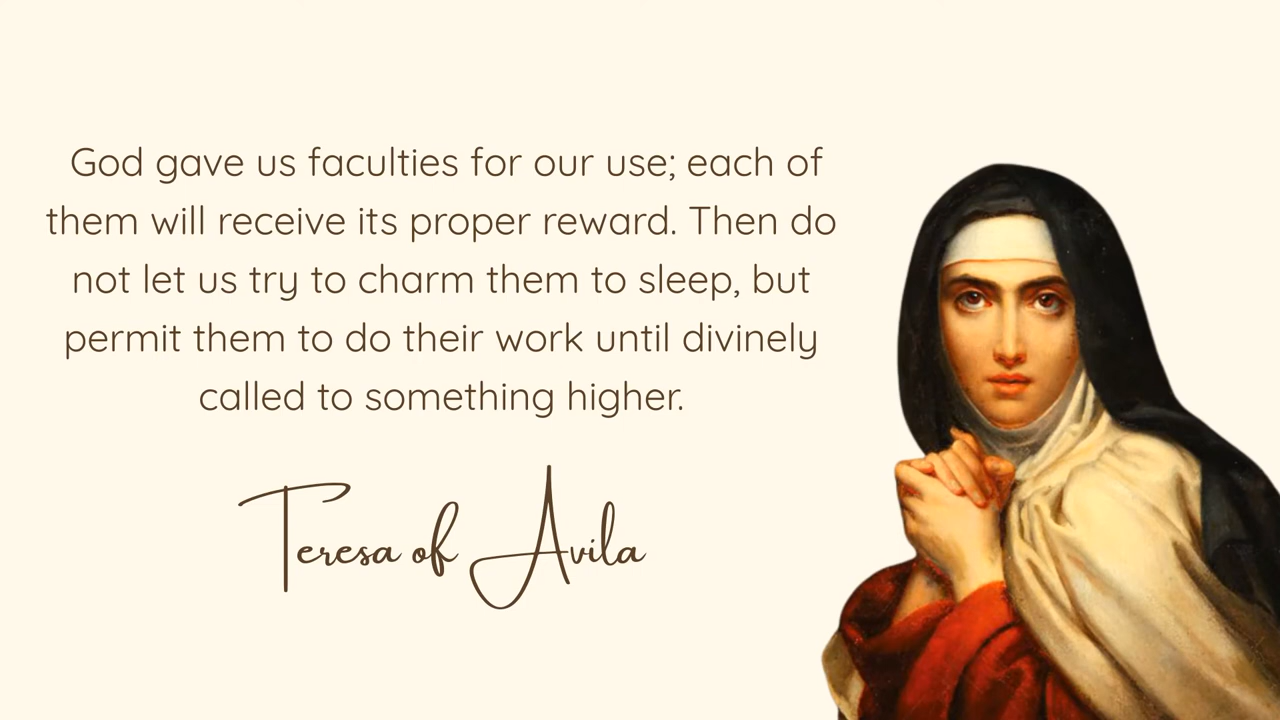 God gave us faculties for our use; each of
them will receive its proper reward. Then do
not let us try to charm them to sleep, but
permit them to do their work until divinely
called to something higher.
Teresa of Avila